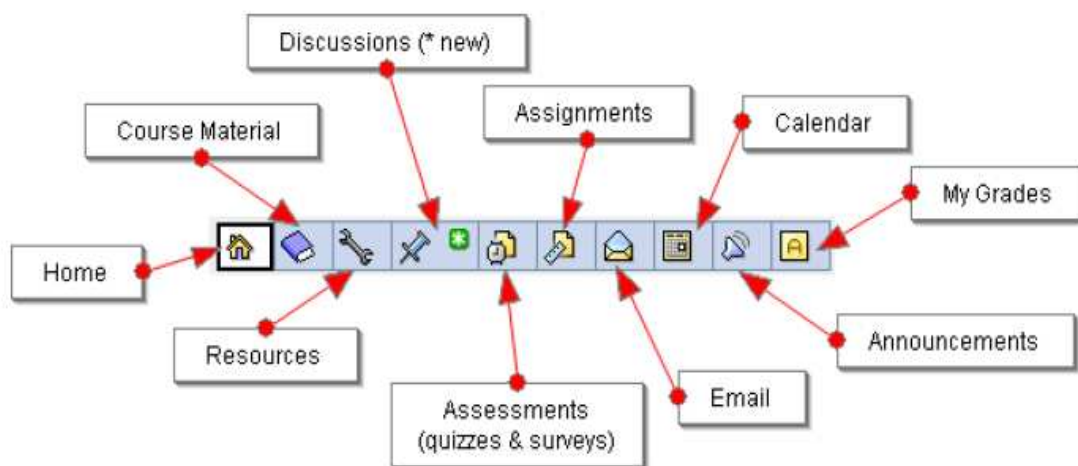 Discussions (* new)
Assignments
Calendar
Course Material
My Grades
Home
Resources
Announcements
Email
Assessments
(quizzes & surveys)
A